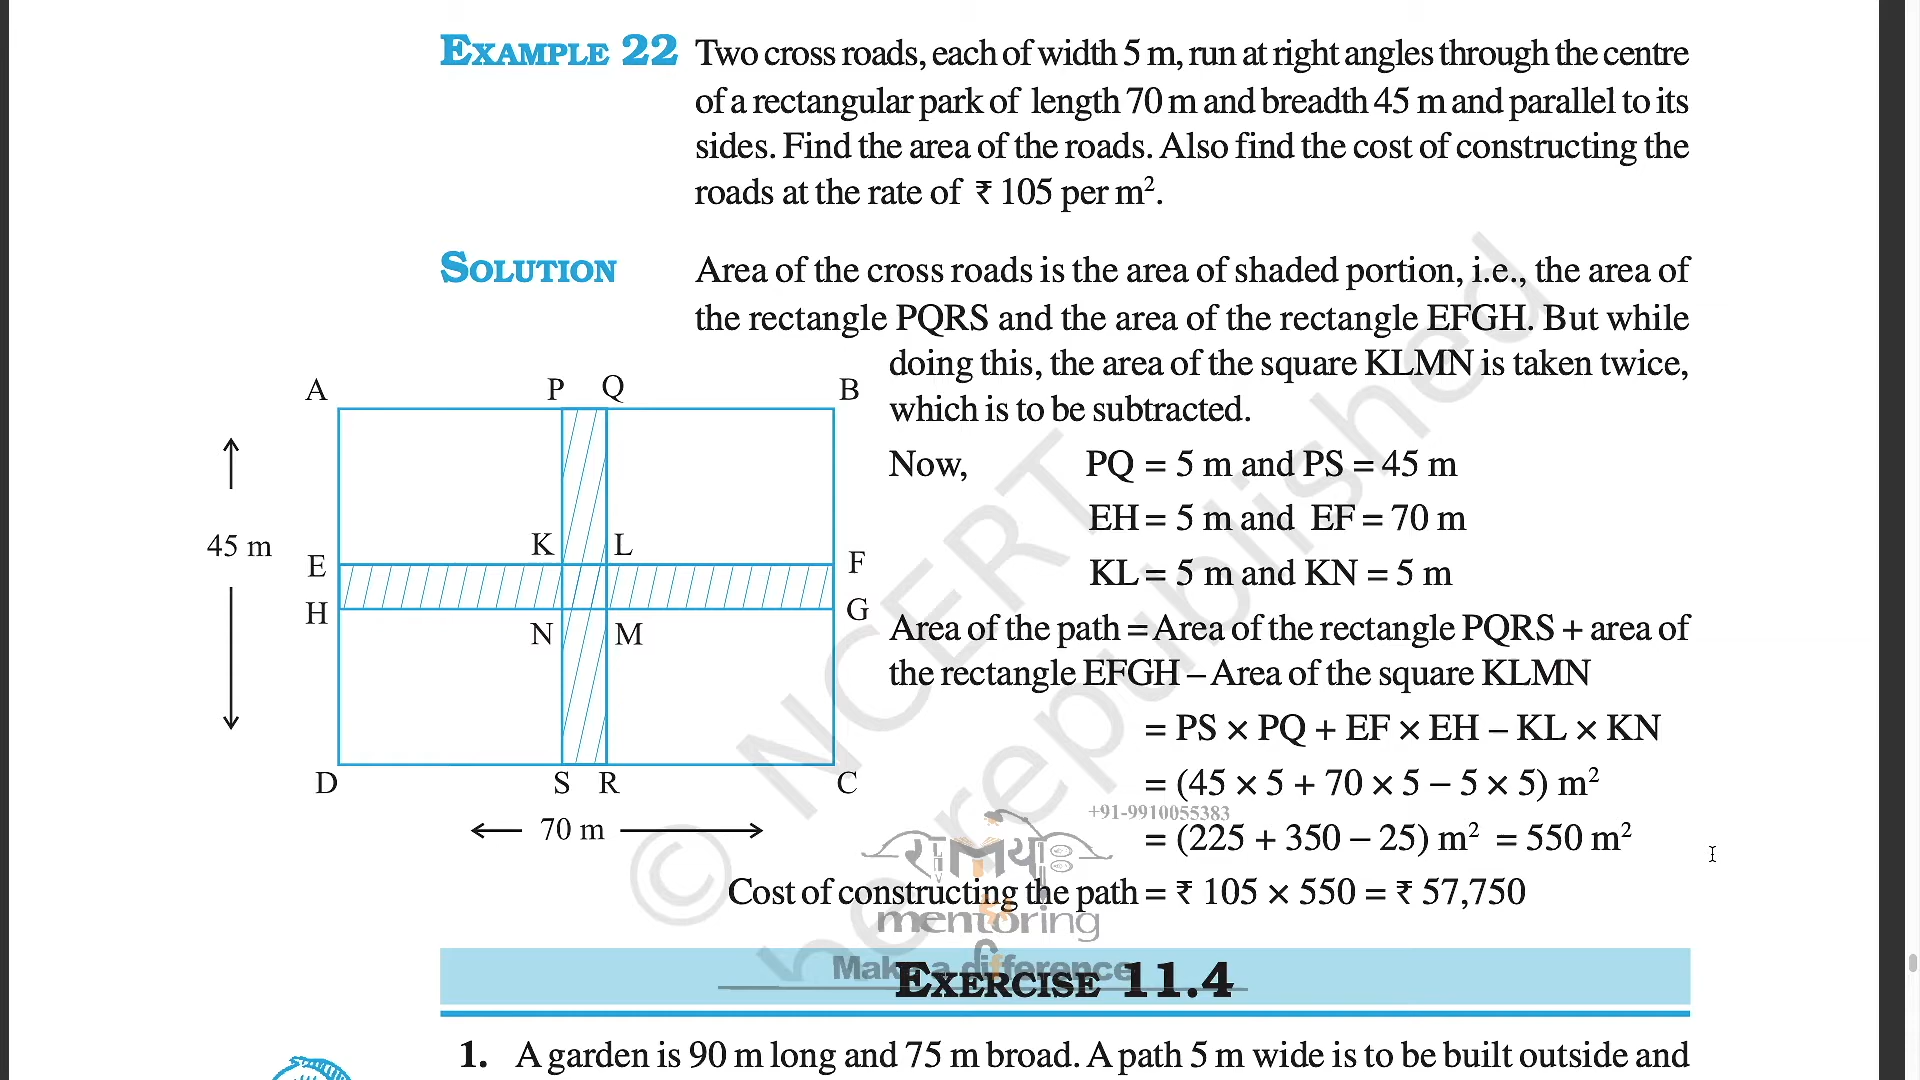 EXAMPLE 22 Two cross roads, each of width 5 m, run at right angles through the centre
of a rectangular park of length 70 m and breadth 45 m and parallel to its
sides. Find the area of the roads. Also find the cost of constructing the
roads at the rate of ₹ 105 per m².
SOLUTION Area of the cross roads is the area of shaded portion, i.e., the area of
the rectangle PQRS and the area of the rectangle EFGH. But while
doing this, the area of the square KLMN is taken twice,
which is to be subtracted.
A P Q B
Now, PQ = 5 m and PS = 45 m
EH = 5 m and EF = 70 m
45 m
K L
E F
KL = 5 m and KN = 5 m
H G
N M
Area of the path = Area of the rectangle PQRS + area of
the rectangle EFGH – Area of the square KLMN
= PS × PQ + EF × EH – KL × KN
D S R C
= (45 × 5 + 70 × 5 − 5 × 5) m²
+91-9910055383
70 m
= (225 + 350 − 25) m² = 550 m²
राम्या
Cost of constructing the path = ₹ 105 × 550 = ₹ 57,750
mentoring
Make a difference
EXERCISE 11.4
1. A garden is 90 m long and 75 m broad. A path 5 m wide is to be built outside and
© NCERT
be republished